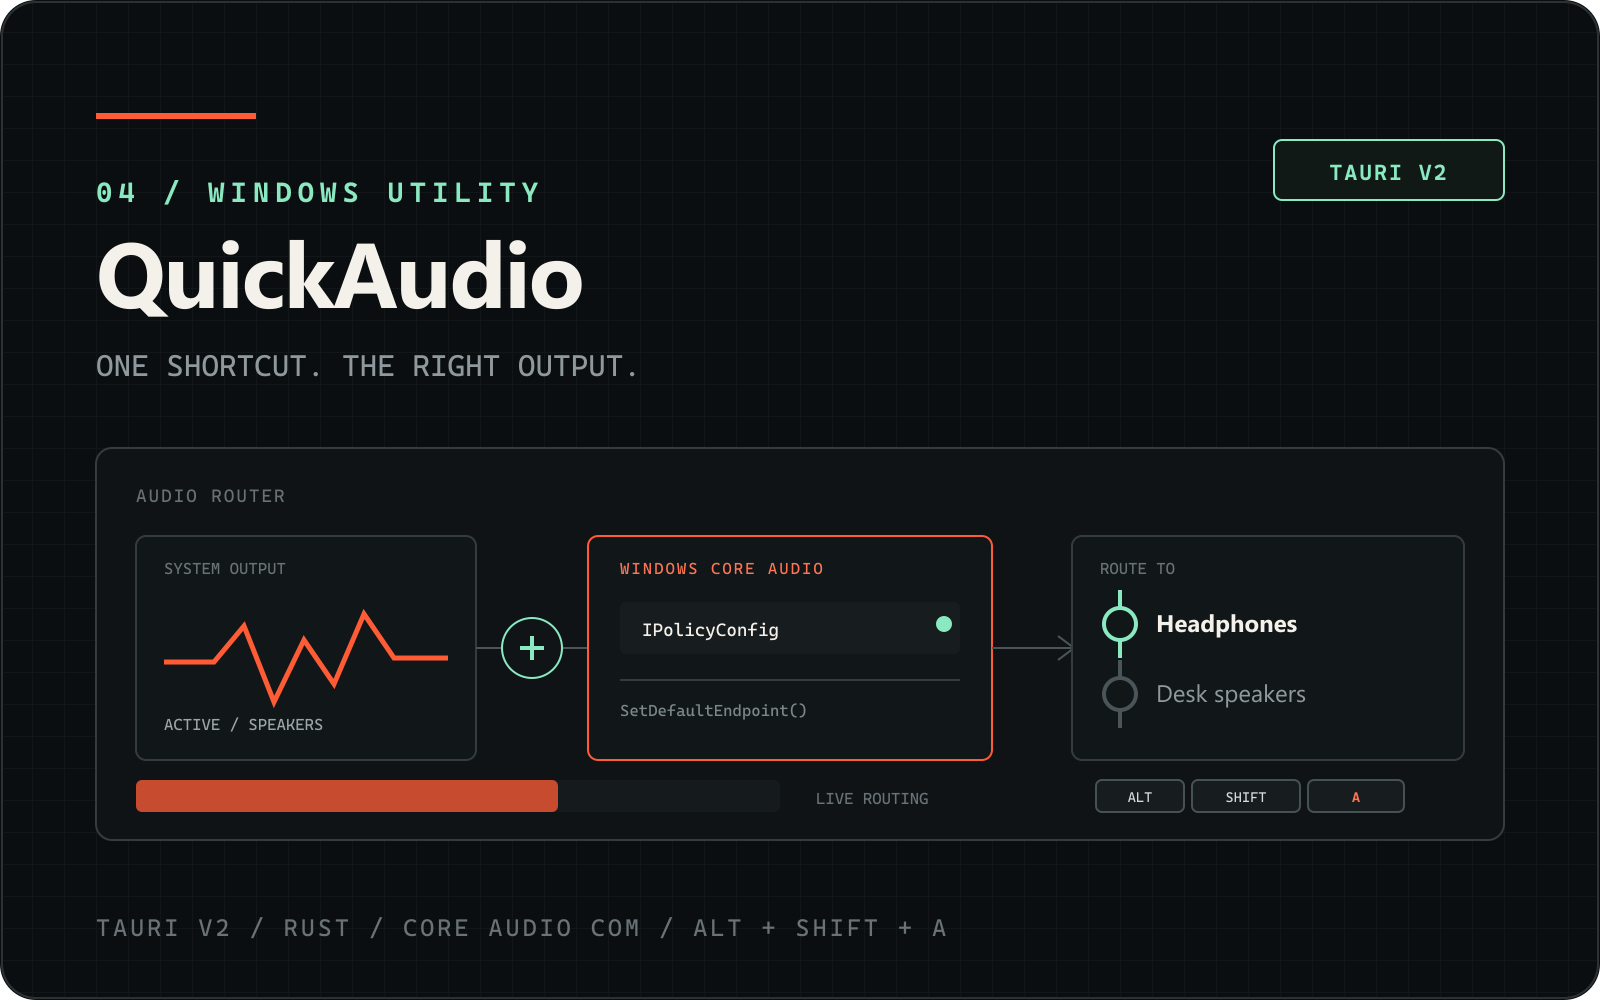 04 / WINDOWS UTILITY
TAURI V2
QuickAudio
ONE SHORTCUT. THE RIGHT OUTPUT.
AUDIO ROUTER
SYSTEM OUTPUT
ACTIVE / SPEAKERS
WINDOWS CORE AUDIO
IPolicyConfig
SetDefaultEndpoint()
ROUTE TO
Headphones
Desk speakers
LIVE ROUTING
ALT
SHIFT
A
TAURI V2 / RUST / CORE AUDIO COM / ALT + SHIFT + A